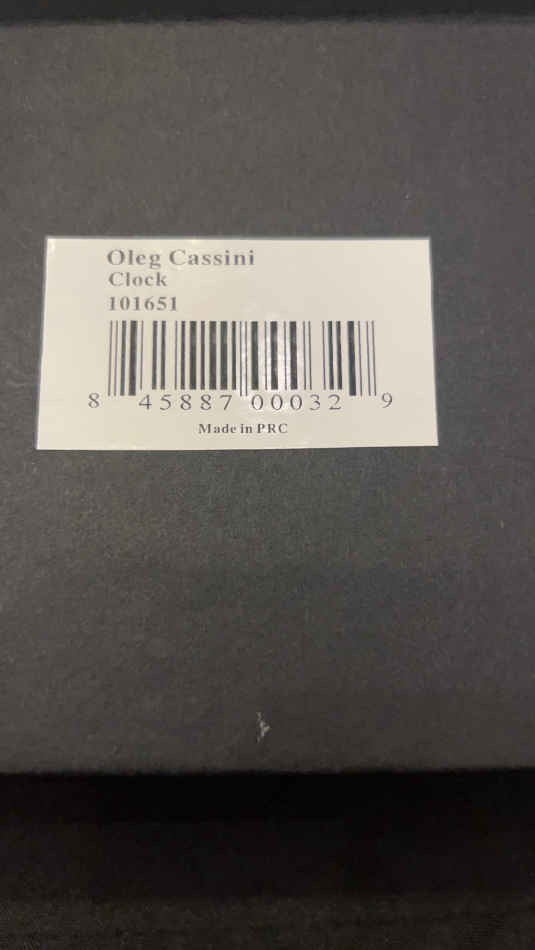 Oleg Cassini
Clock
101651
8 45887 00032 9
Made in PRC